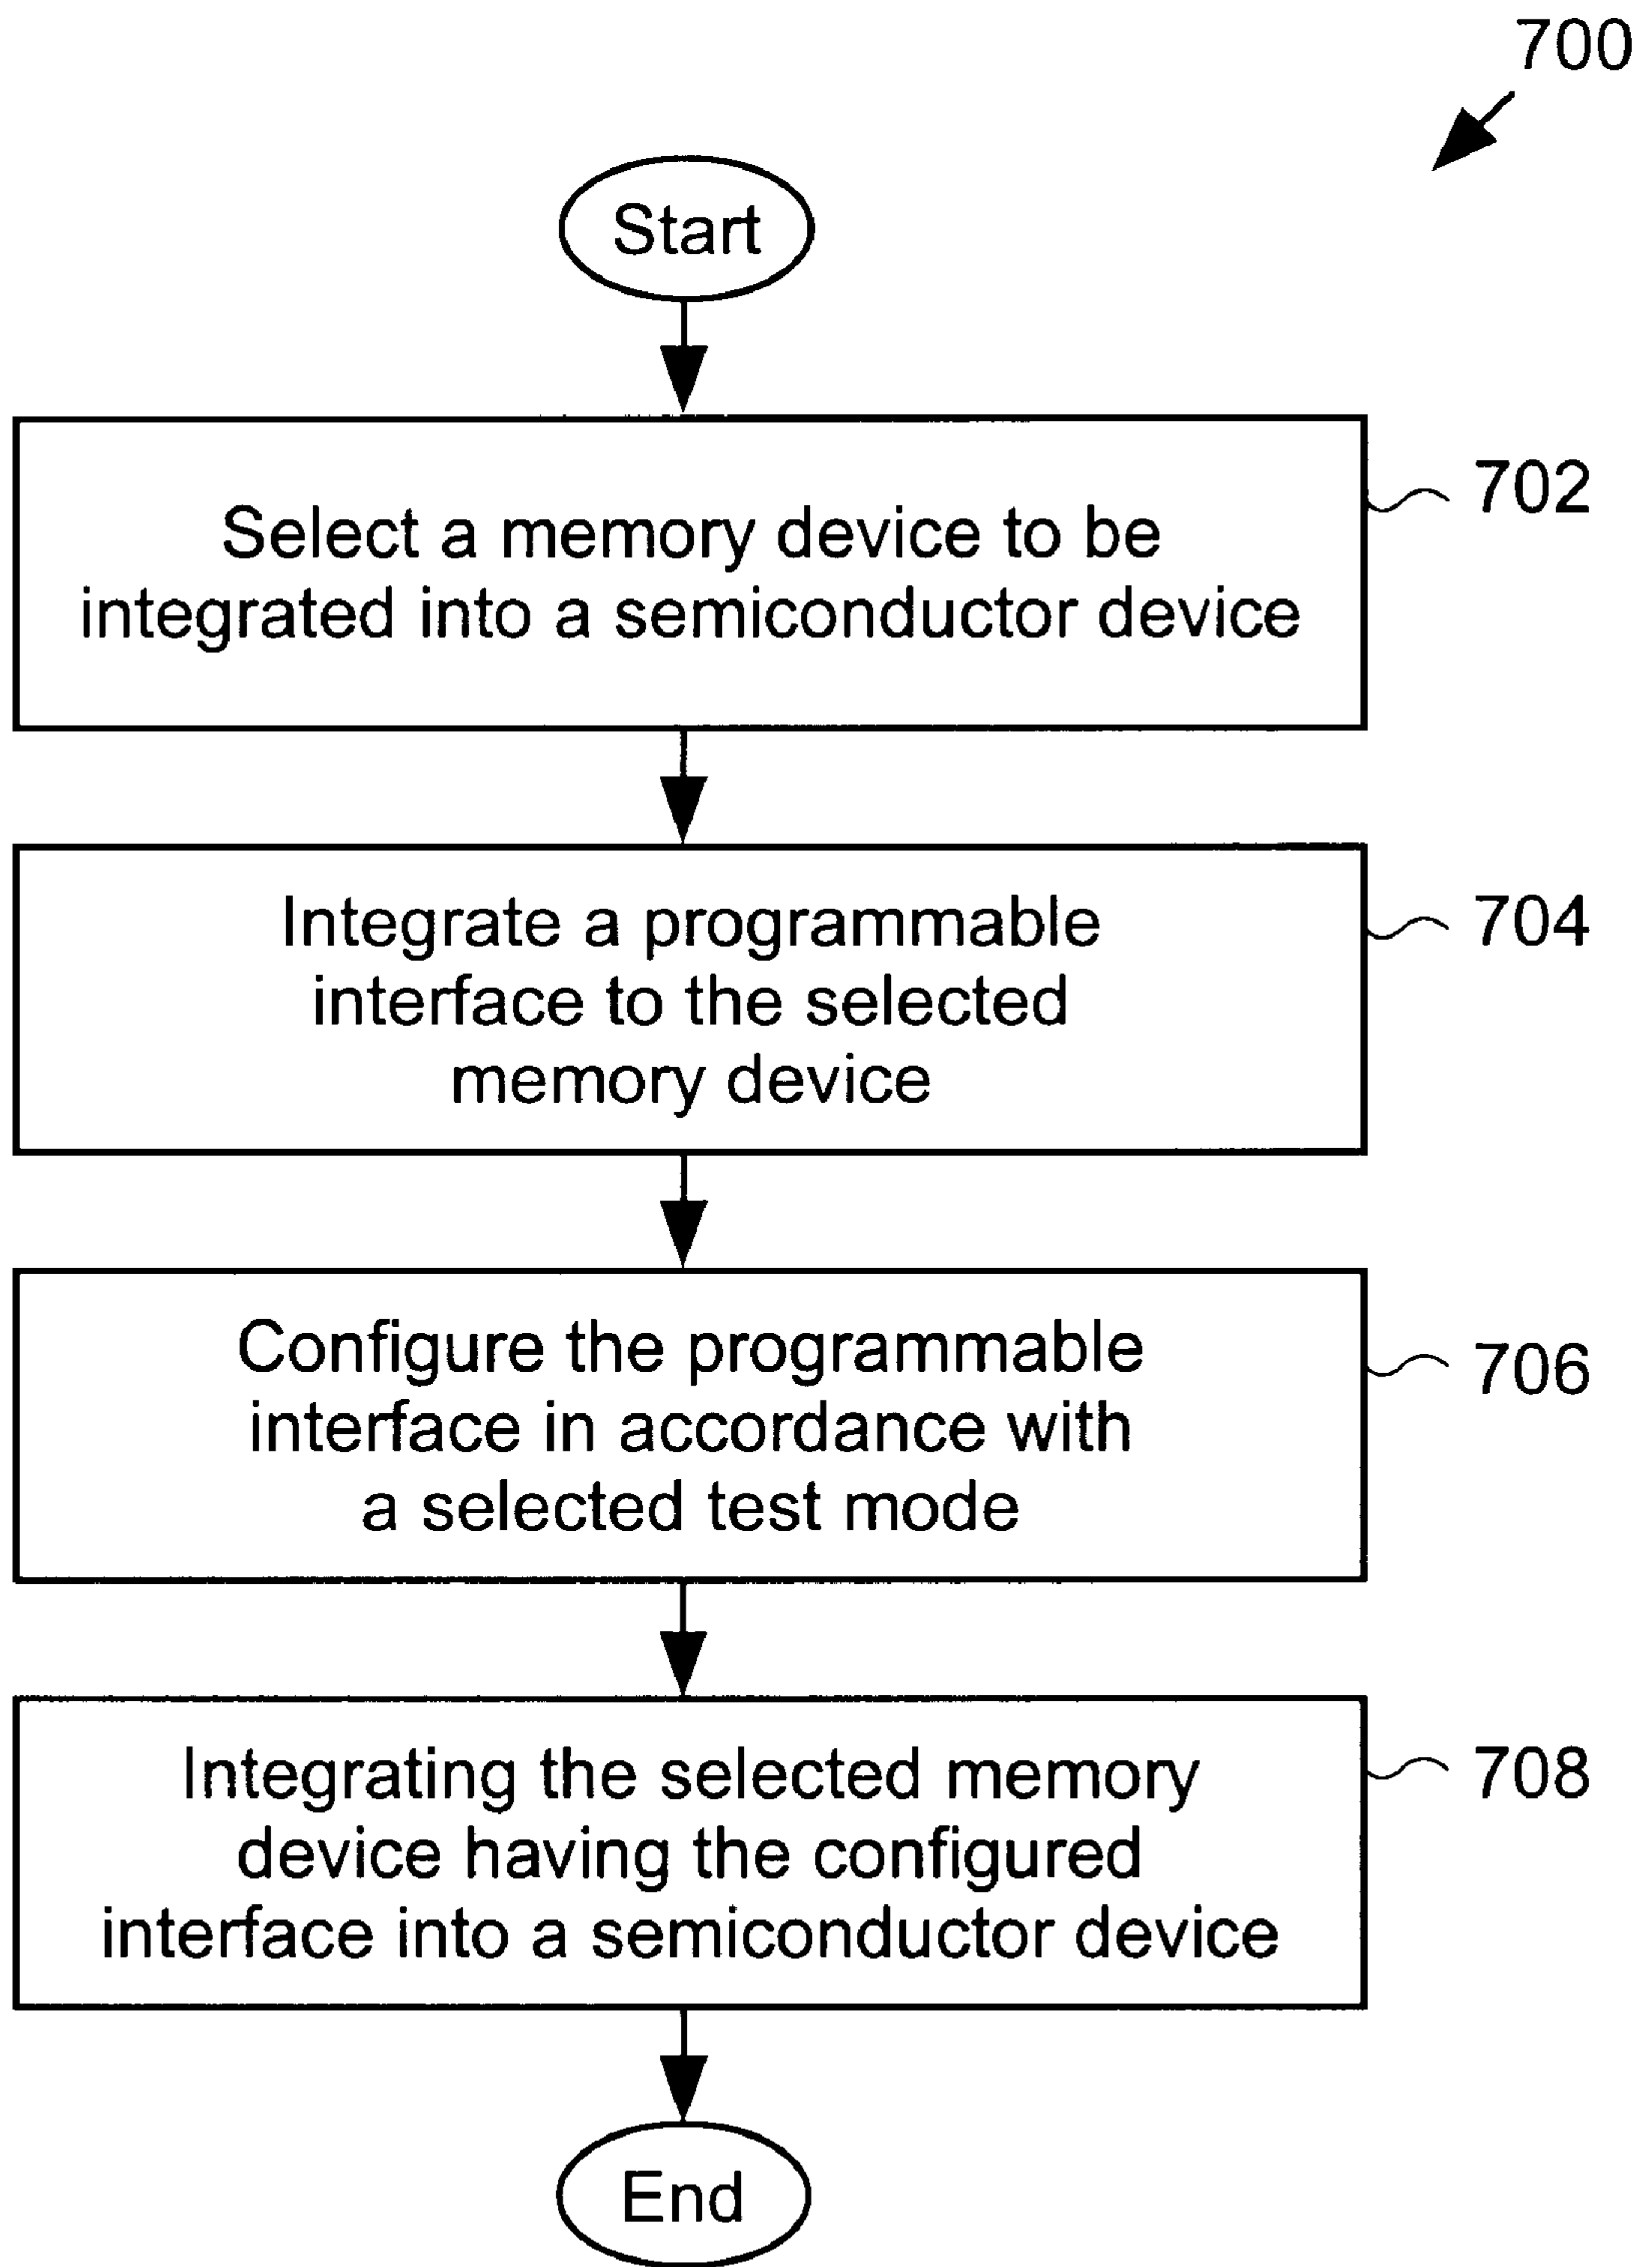 700
Start
Select a memory device to be
integrated into a semiconductor device
702
Integrate a programmable
interface to the selected
memory device
704
Configure the programmable
interface in accordance with
a selected test mode
706
Integrating the selected memory
device having the configured
interface into a semiconductor device
708
End